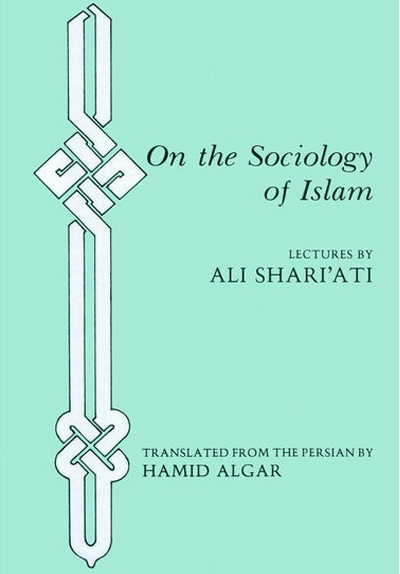 On the Sociology
of Islam
LECTURES BY
ALI SHARI'ATI
TRANSLATED FROM THE PERSIAN BY
HAMID ALGAR